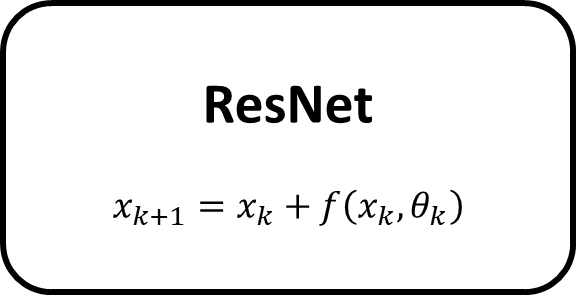 ResNet
x_{k+1} = x_k + f(x_k, θ_k)